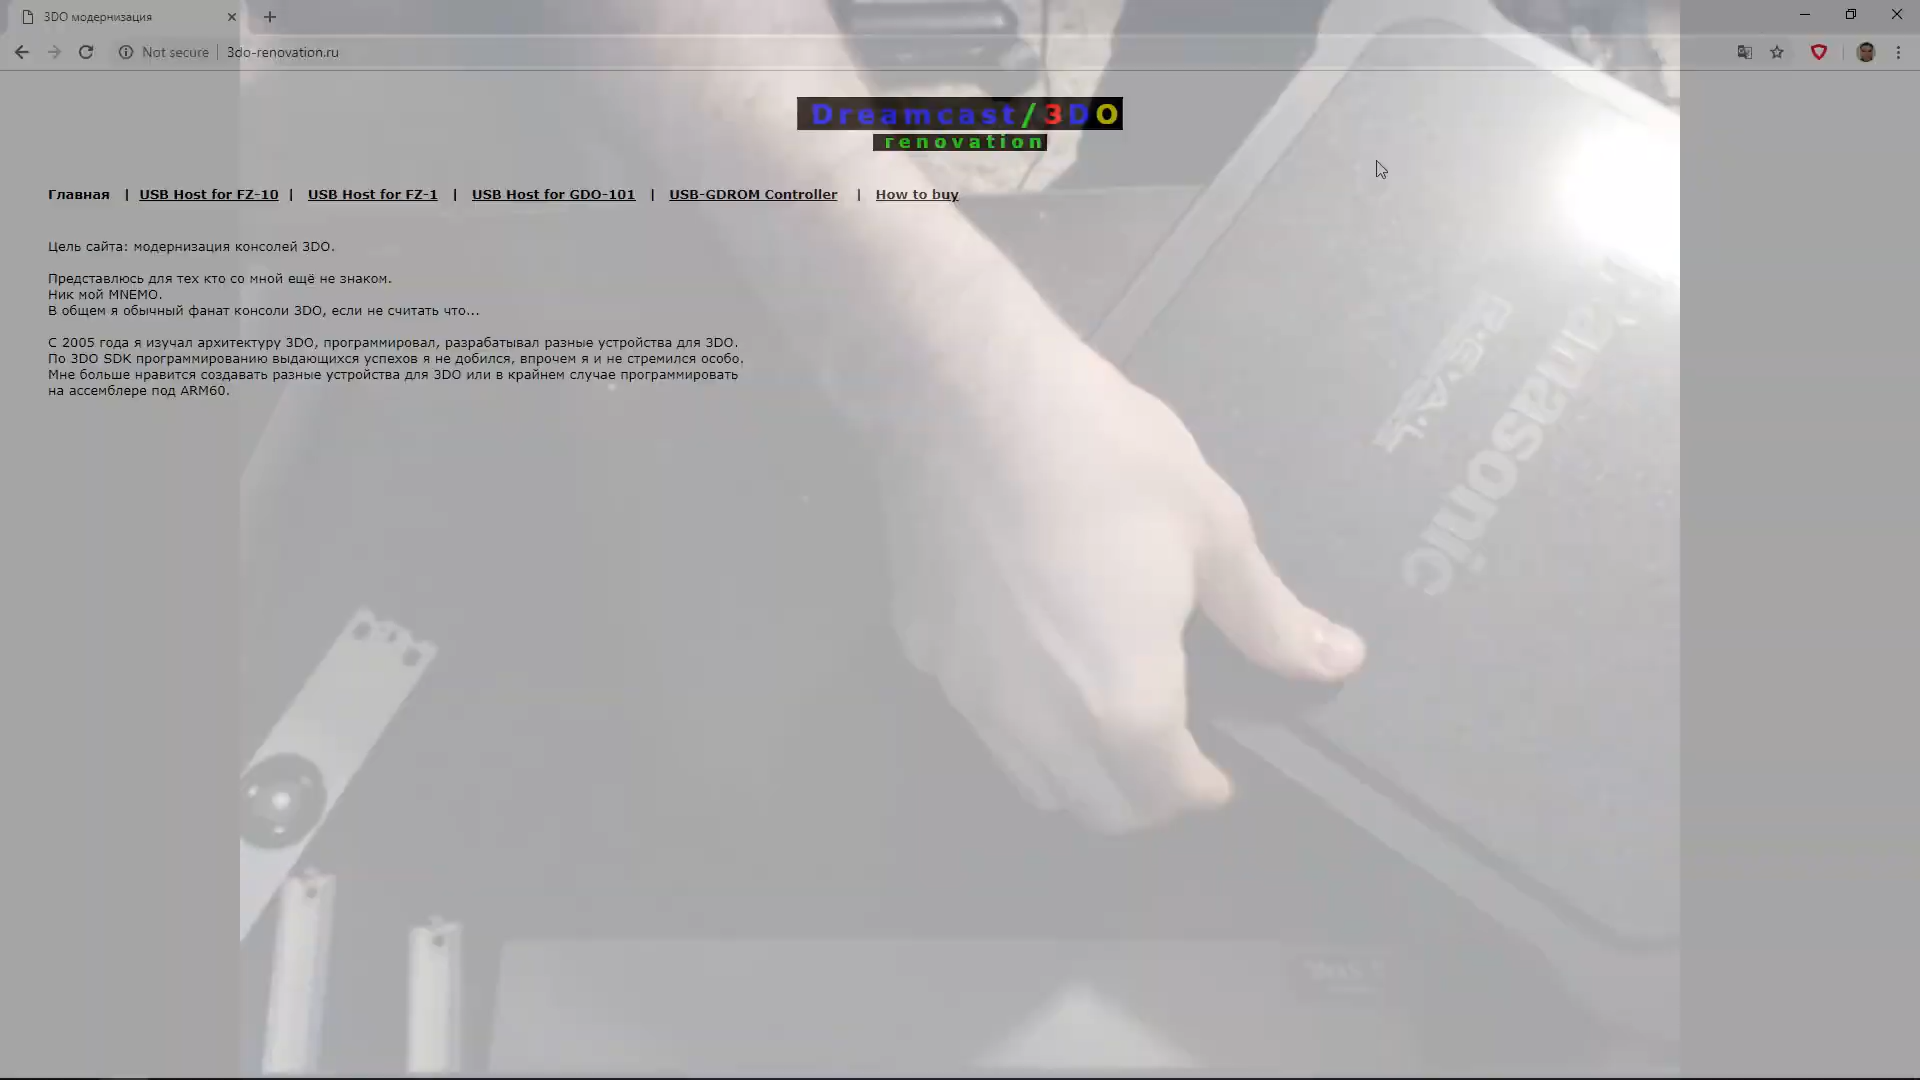 3DO модернизация
Not secure
3do-renovation.ru
Dreamcast/3DO
renovation
Главная | USB Host for FZ-10 | USB Host for FZ-1 | USB Host for GDO-101 | USB-GDROM Controller | How to buy
Цель сайта: модернизация консолей 3DO.
Представлюсь для тех кто со мной ещё не знаком.
Ник мой MNEMO.
В общем я обычный фанат консоли 3DO, если не считать что...
С 2005 года я изучал архитектуру 3DO, программировал, разрабатывал разные устройства для 3DO.
По 3DO SDK программированию выдающихся успехов я не добился, впрочем я и не стремился особо.
Мне больше нравится создавать разные устройства для 3DO или в крайнем случае программировать
на ассемблере под ARM60.
Panasonic
R·E·A·L